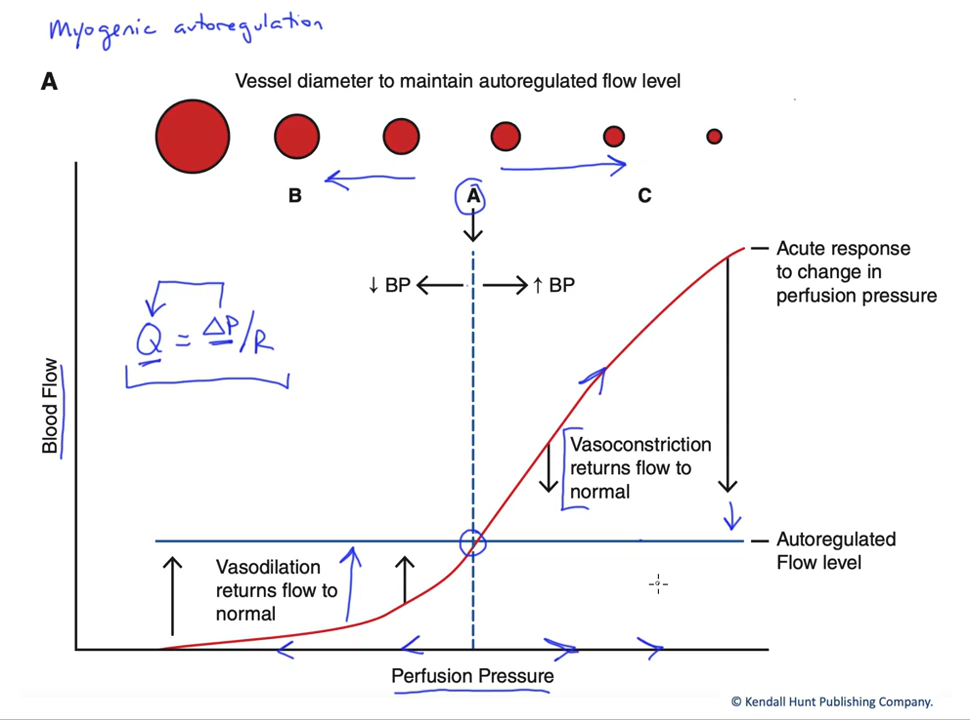 Myogenic autoregulation
A
Vessel diameter to maintain autoregulated flow level
B
A
C
↓ BP
↑ BP
Acute response
to change in
perfusion pressure
Q = ΔP/R
Blood Flow
Vasoconstriction
returns flow to
normal
Autoregulated
Flow level
Vasodilation
returns flow to
normal
Perfusion Pressure
© Kendall Hunt Publishing Company.